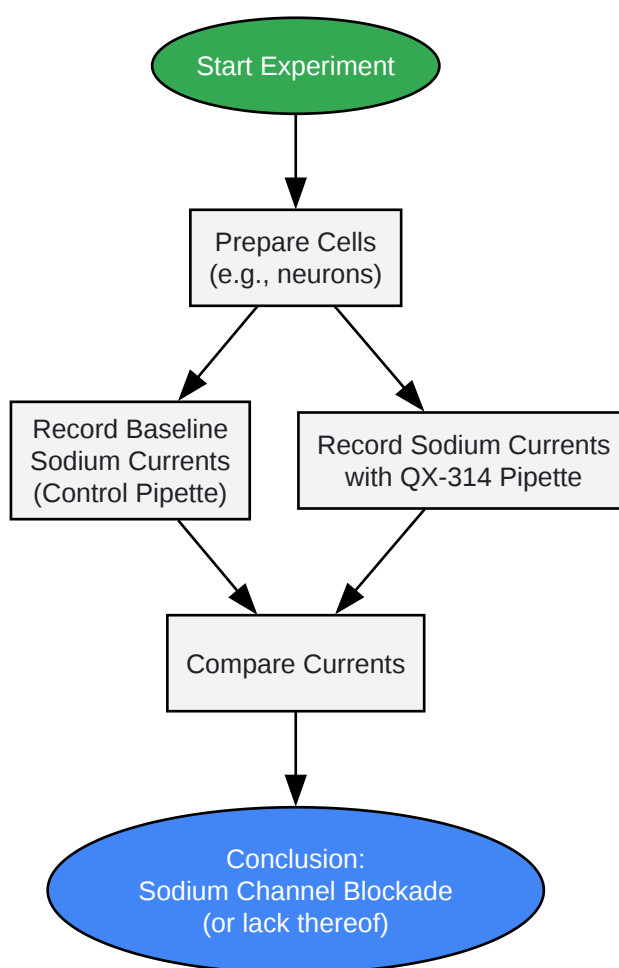 Start Experiment
Prepare Cells
(e.g., neurons)
Record Baseline
Sodium Currents
(Control Pipette)
Record Sodium Currents
with QX-314 Pipette
Compare Currents
Conclusion:
Sodium Channel Blockade
(or lack thereof)